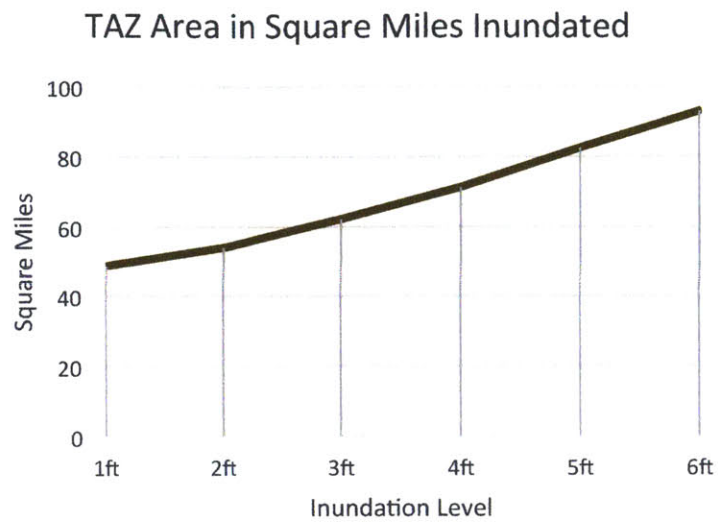 TAZ Area in Square Miles Inundated
100
80
60
40
20
0
Square Miles
1ft 2ft 3ft 4ft 5ft 6ft
Inundation Level